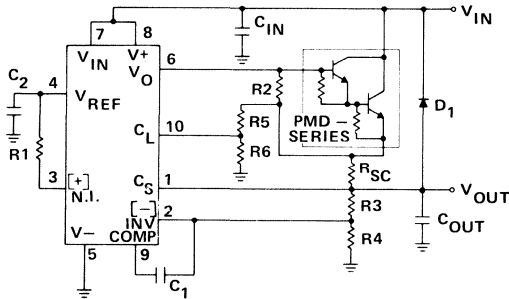 C_IN
V_IN
7
8
V_IN
V+
V_O
6
C_2
4
V_REF
R2
R5
PMD –
SERIES
D_1
C_L
10
R1
R6
R_SC
3
[+]
N.I.
C_S
1
V_OUT
[–]
INV
2
R3
C_OUT
V–
COMP
R4
5
9
C_1